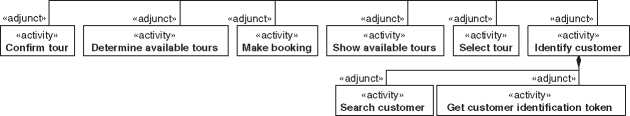 «adjunct» «adjunct» «adjunct» «adjunct» «adjunct» «adjunct»
«activity» «activity» «activity» «activity» «activity» «activity»
Confirm tour Determine available tours Make booking Show available tours Select tour Identify customer
«adjunct» «adjunct»
«activity» «activity»
Search customer Get customer identification token